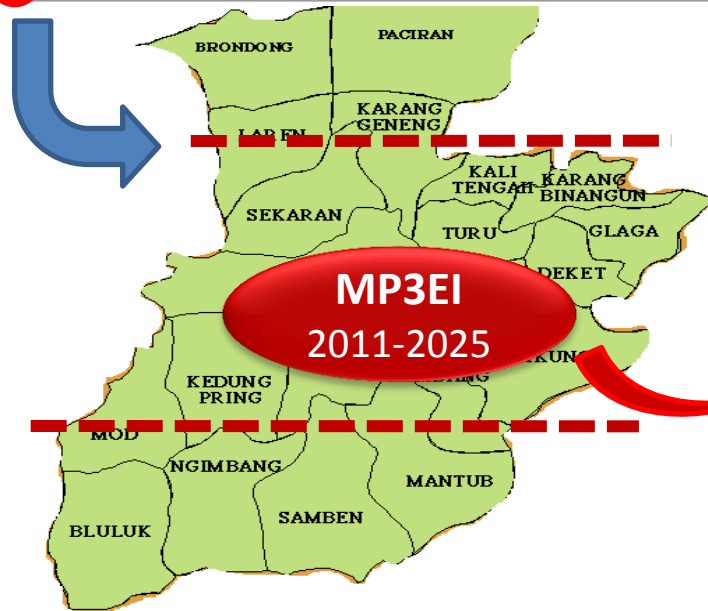 BRONDONG
PACIRAN
LAREN
KARANG
GENENG
KALI
TENGAH
KARANG
BINANGUN
SEKARAN
TURU
GLAGA
DEKET
MP3EI
2011-2025
KUNG
KEDUNG
PRING
MOD
NGIMBANG
MANTUB
SAMBEN
BLULUK